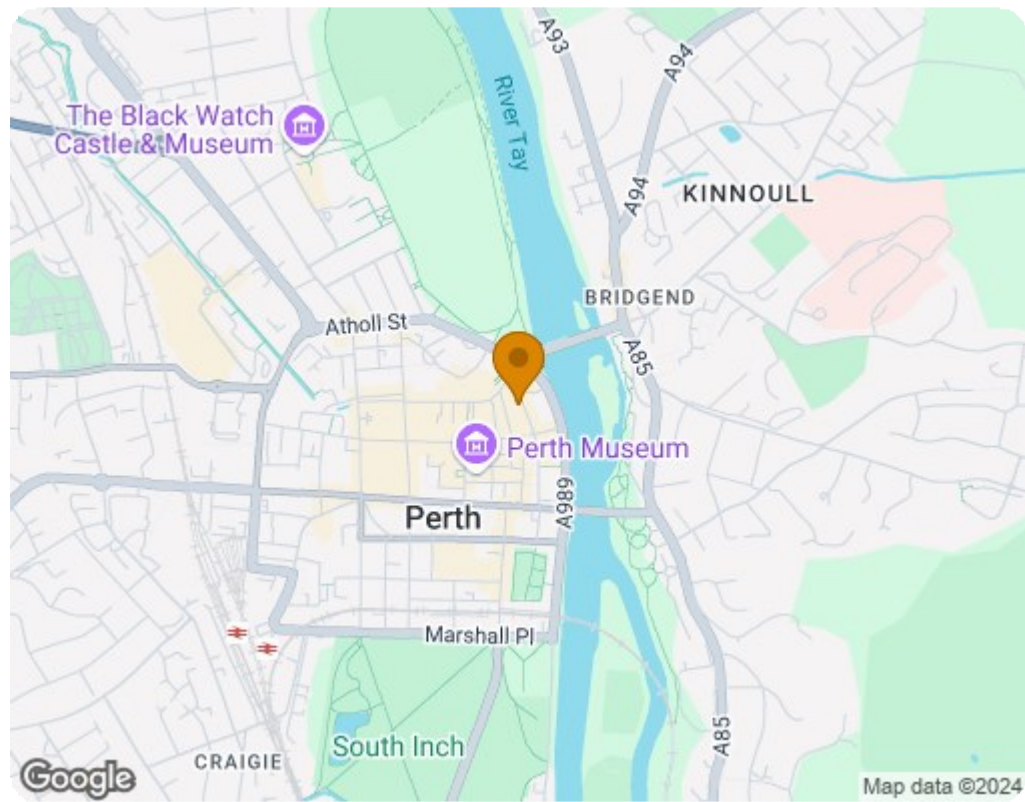 A93
A94
River Tay
The Black Watch
Castle & Museum
A94
KINNOULL
BRIDGEND
Atholl St
A85
Perth Museum
A989
Perth
Marshall Pl
South Inch
A85
CRAIGIE
Google
Map data ©2024